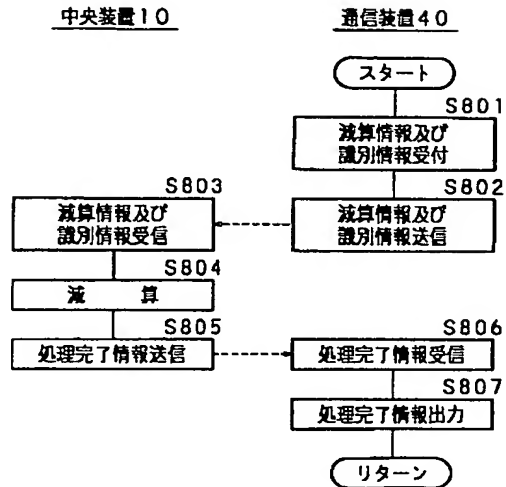 中央装置10
通信装置40
スタート
S801
減算情報及び
識別情報受付
S802
減算情報及び
識別情報送信
S803
減算情報及び
識別情報受信
S804
減 算
S805
処理完了情報送信
S806
処理完了情報受信
S807
処理完了情報出力
リターン